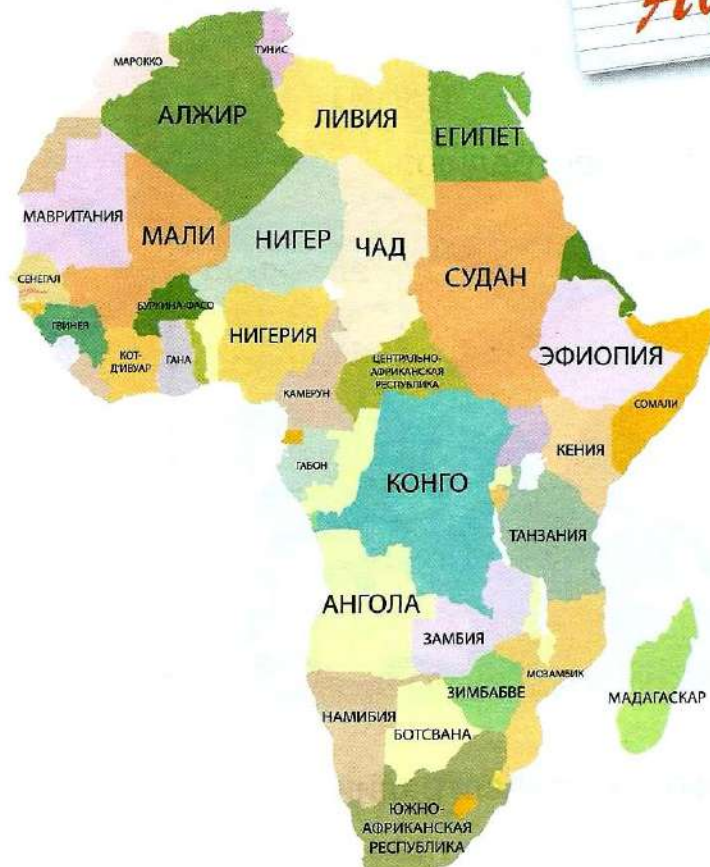 МАРОККО
ТУНИС
АЛЖИР
ЛИВИЯ
ЕГИПЕТ
МАВРИТАНИЯ
МАЛИ
НИГЕР
ЧАД
СУДАН
СЕНЕГАЛ
БУРКИНА-ФАСО
ГВИНЕЯ
КОТ-
Д'ИВУАР
ГАНА
НИГЕРИЯ
ЦЕНТРАЛЬНО-
АФРИКАНСКАЯ
РЕСПУБЛИКА
ЭФИОПИЯ
КАМЕРУН
СОМАЛИ
ГАБОН
КОНГО
КЕНИЯ
ТАНЗАНИЯ
АНГОЛА
ЗАМБИЯ
МОЗАМБИК
ЗИМБАБВЕ
МАДАГАСКАР
НАМИБИЯ
БОТСВАНА
ЮЖНО-
АФРИКАНСКАЯ
РЕСПУБЛИКА